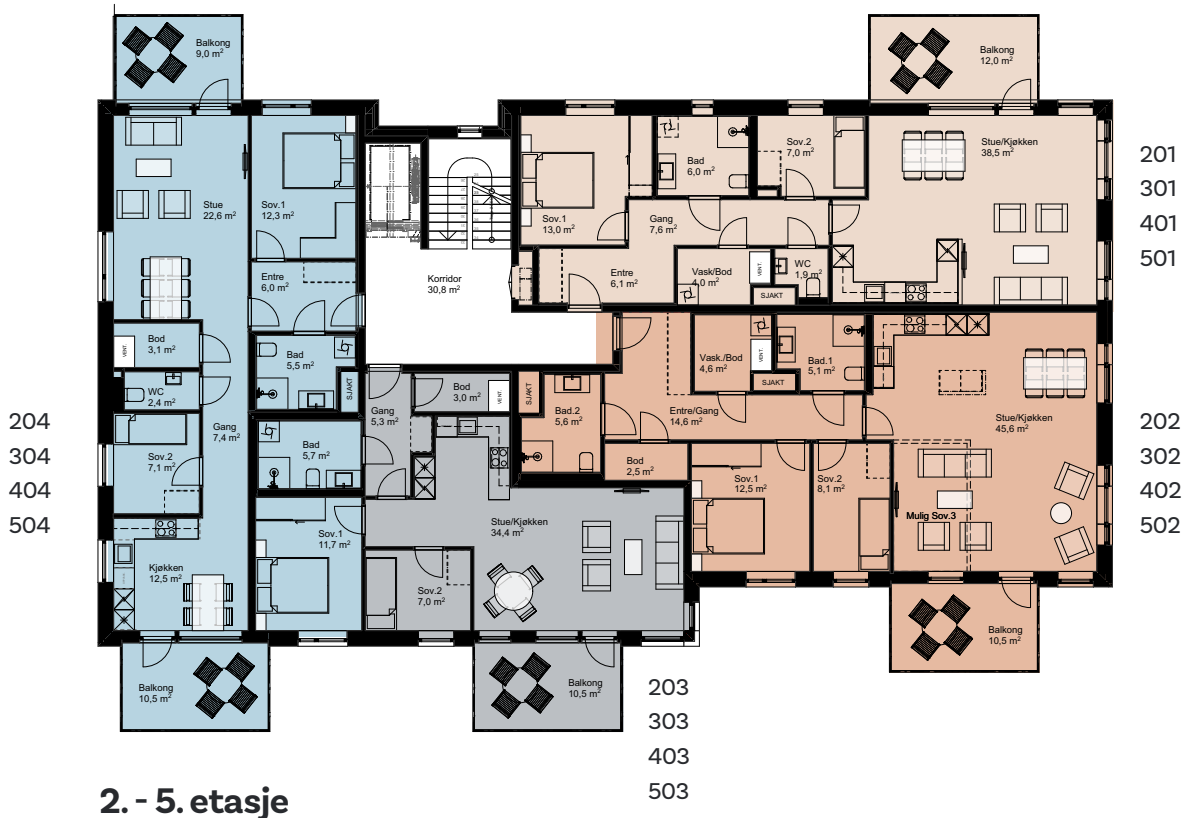 Balkong
9,0 m²
Stue
22,6 m²
Sov.1
12,3 m²
Entre
6,0 m²
Bod
3,1 m²
VENT.
WC
2,4 m²
Bad
5,5 m²
SJAKT
Gang
7,4 m²
Sov.2
7,1 m²
Bad
5,7 m²
Sov.1
11,7 m²
Kjøkken
12,5 m²
Balkong
10,5 m²
204
304
404
504
Korridor
30,8 m²
Sov.1
13,0 m²
Bad
6,0 m²
Sov.2
7,0 m²
Gang
7,6 m²
Entre
6,1 m²
Vask/Bod
4,0 m²
VENT.
SJAKT
WC
1,9 m²
Stue/Kjøkken
38,5 m²
Balkong
12,0 m²
201
301
401
501
Vask./Bod
4,6 m²
VENT.
SJAKT
Bad.1
5,1 m²
SJAKT
Bad.2
5,6 m²
Entre/Gang
14,6 m²
Bod
2,5 m²
Sov.1
12,5 m²
Sov.2
8,1 m²
Stue/Kjøkken
45,6 m²
Mulig Sov.3
Balkong
10,5 m²
202
302
402
502
Gang
5,3 m²
Bod
3,0 m²
VENT
Stue/Kjøkken
34,4 m²
Sov.2
7,0 m²
Balkong
10,5 m²
203
303
403
503
2. - 5. etasje